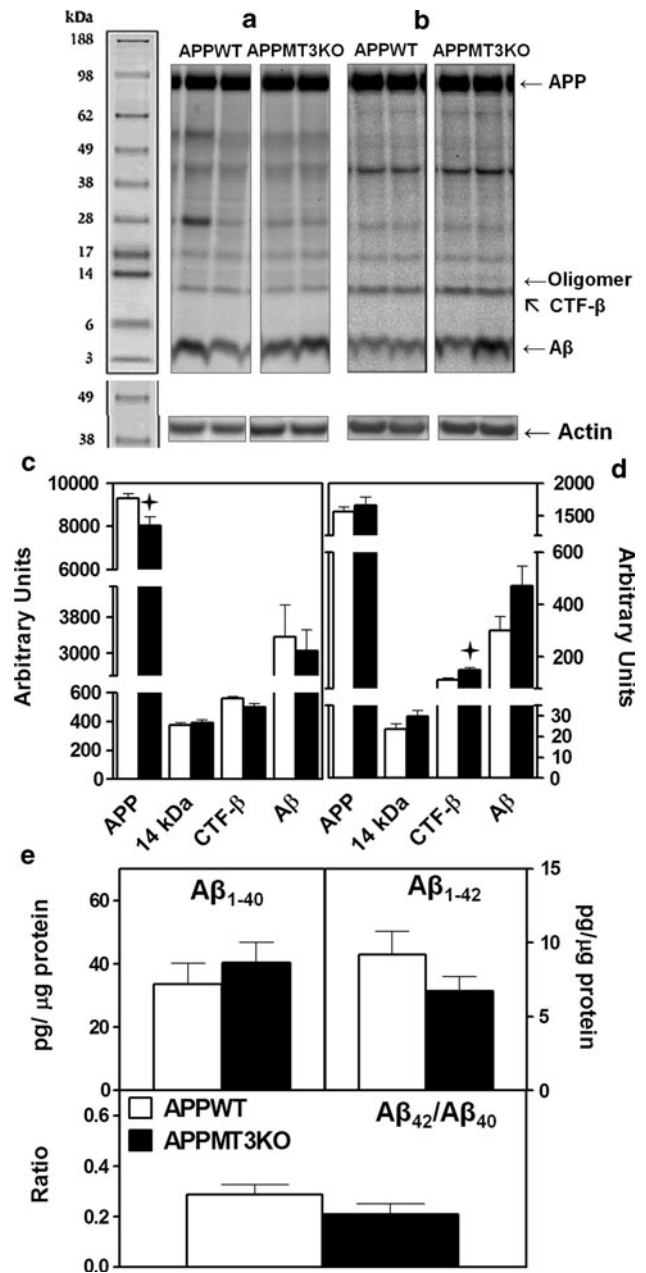 kDa
a
b
APPWT APPMT3KO
APPWT APPMT3KO
188
98
62
49
38
28
17
14
6
3
← APP
←Oligomer
↖ CTF-β
← Aβ
49
38
← Actin
c
d
10000
8000
6000
3800
3000
600
400
200
0
Arbitrary Units
2000
1500
600
400
200
30
20
10
0
Arbitrary Units
APP
14 kDa
CTF-β
Aβ
APP
14 kDa
CTF-β
Aβ
e
Aβ1-40
Aβ1-42
60
40
20
0
pg/ μg protein
15
10
5
0
pg/μg protein
APPWT
APPMT3KO
Aβ42/Aβ40
0.6
0.4
0.2
0.0
Ratio